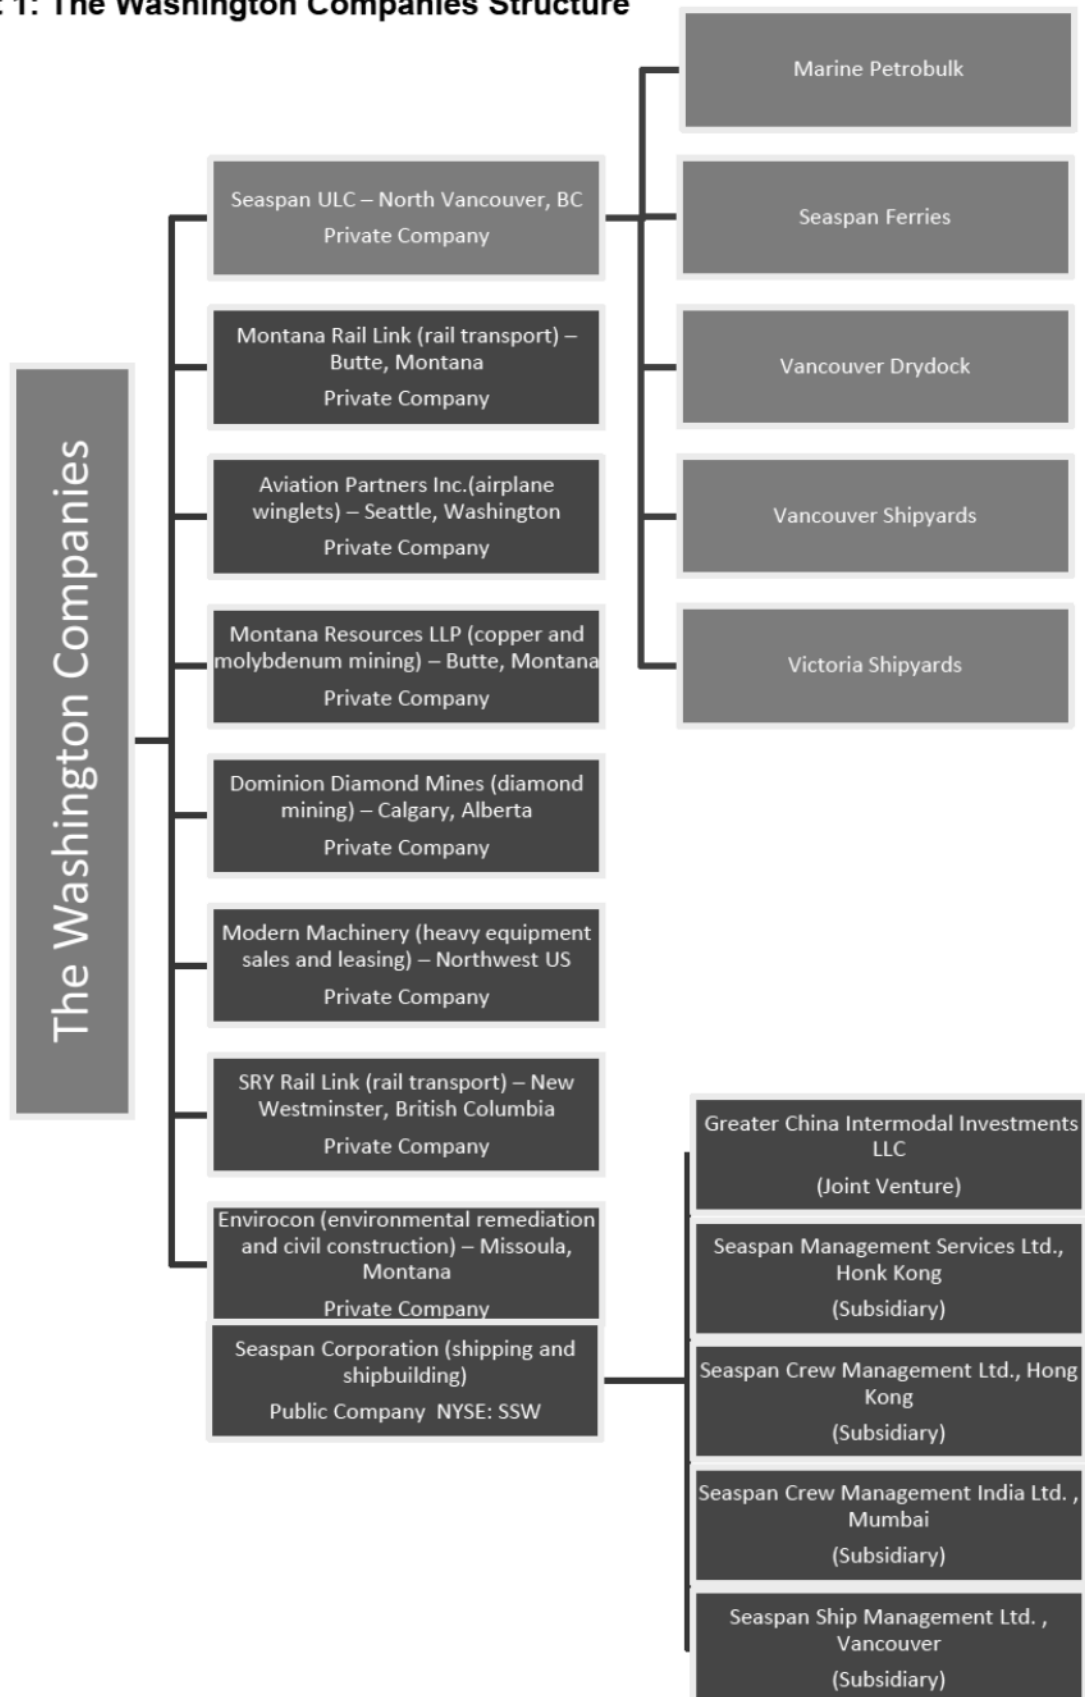 1: The Washington Companies Structure
The Washington Companies
Seaspan ULC – North Vancouver, BC
Private Company
Montana Rail Link (rail transport) –
Butte, Montana
Private Company
Aviation Partners Inc.(airplane
winglets) – Seattle, Washington
Private Company
Montana Resources LLP (copper and
molybdenum mining) – Butte, Montana
Private Company
Dominion Diamond Mines (diamond
mining) – Calgary, Alberta
Private Company
Modern Machinery (heavy equipment
sales and leasing) – Northwest US
Private Company
SRY Rail Link (rail transport) – New
Westminster, British Columbia
Private Company
Envirocon (environmental remediation
and civil construction) – Missoula,
Montana
Private Company
Seaspan Corporation (shipping and
shipbuilding)
Public Company  NYSE: SSW
Marine Petrobulk
Seaspan Ferries
Vancouver Drydock
Vancouver Shipyards
Victoria Shipyards
Greater China Intermodal Investments
LLC
(Joint Venture)
Seaspan Management Services Ltd.,
Honk Kong
(Subsidiary)
Seaspan Crew Management Ltd., Hong
Kong
(Subsidiary)
Seaspan Crew Management India Ltd. ,
Mumbai
(Subsidiary)
Seaspan Ship Management Ltd. ,
Vancouver
(Subsidiary)